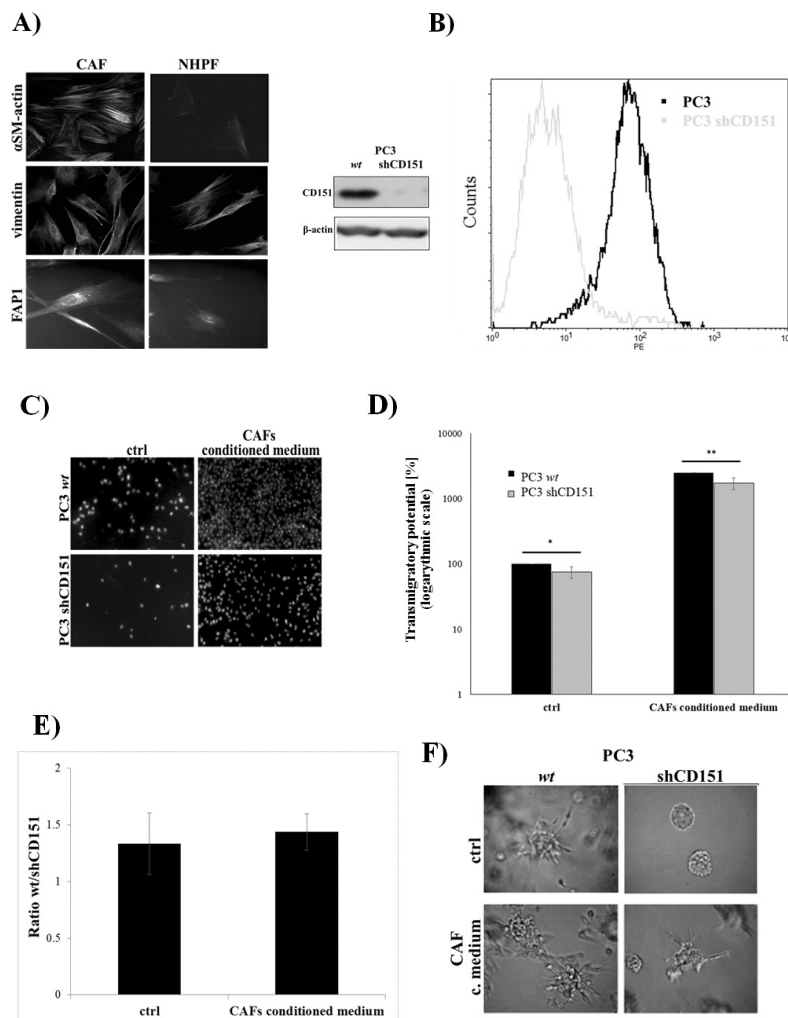 A)
CAF NHPF
αSM-actin
vimentin
FAP1
PC3
wt shCD151
CD151
β-actin
B)
PC3
PC3 shCD151
Counts
10⁰ 10¹ 10² 10³ 10
PE
C)
CAFs
ctrl conditioned medium
PC3 wt
PC3 shCD151
D)
Transmigratory potential [%]
(logarythmic scale)
10000
1000
100
10
1
PC3 wt
PC3 shCD151
*
**
ctrl CAFs conditioned medium
E)
Ratio wt/shCD151
2
1.5
1
0.5
0
ctrl CAFs conditioned medium
F)
PC3
wt shCD151
ctrl
CAF
c. medium